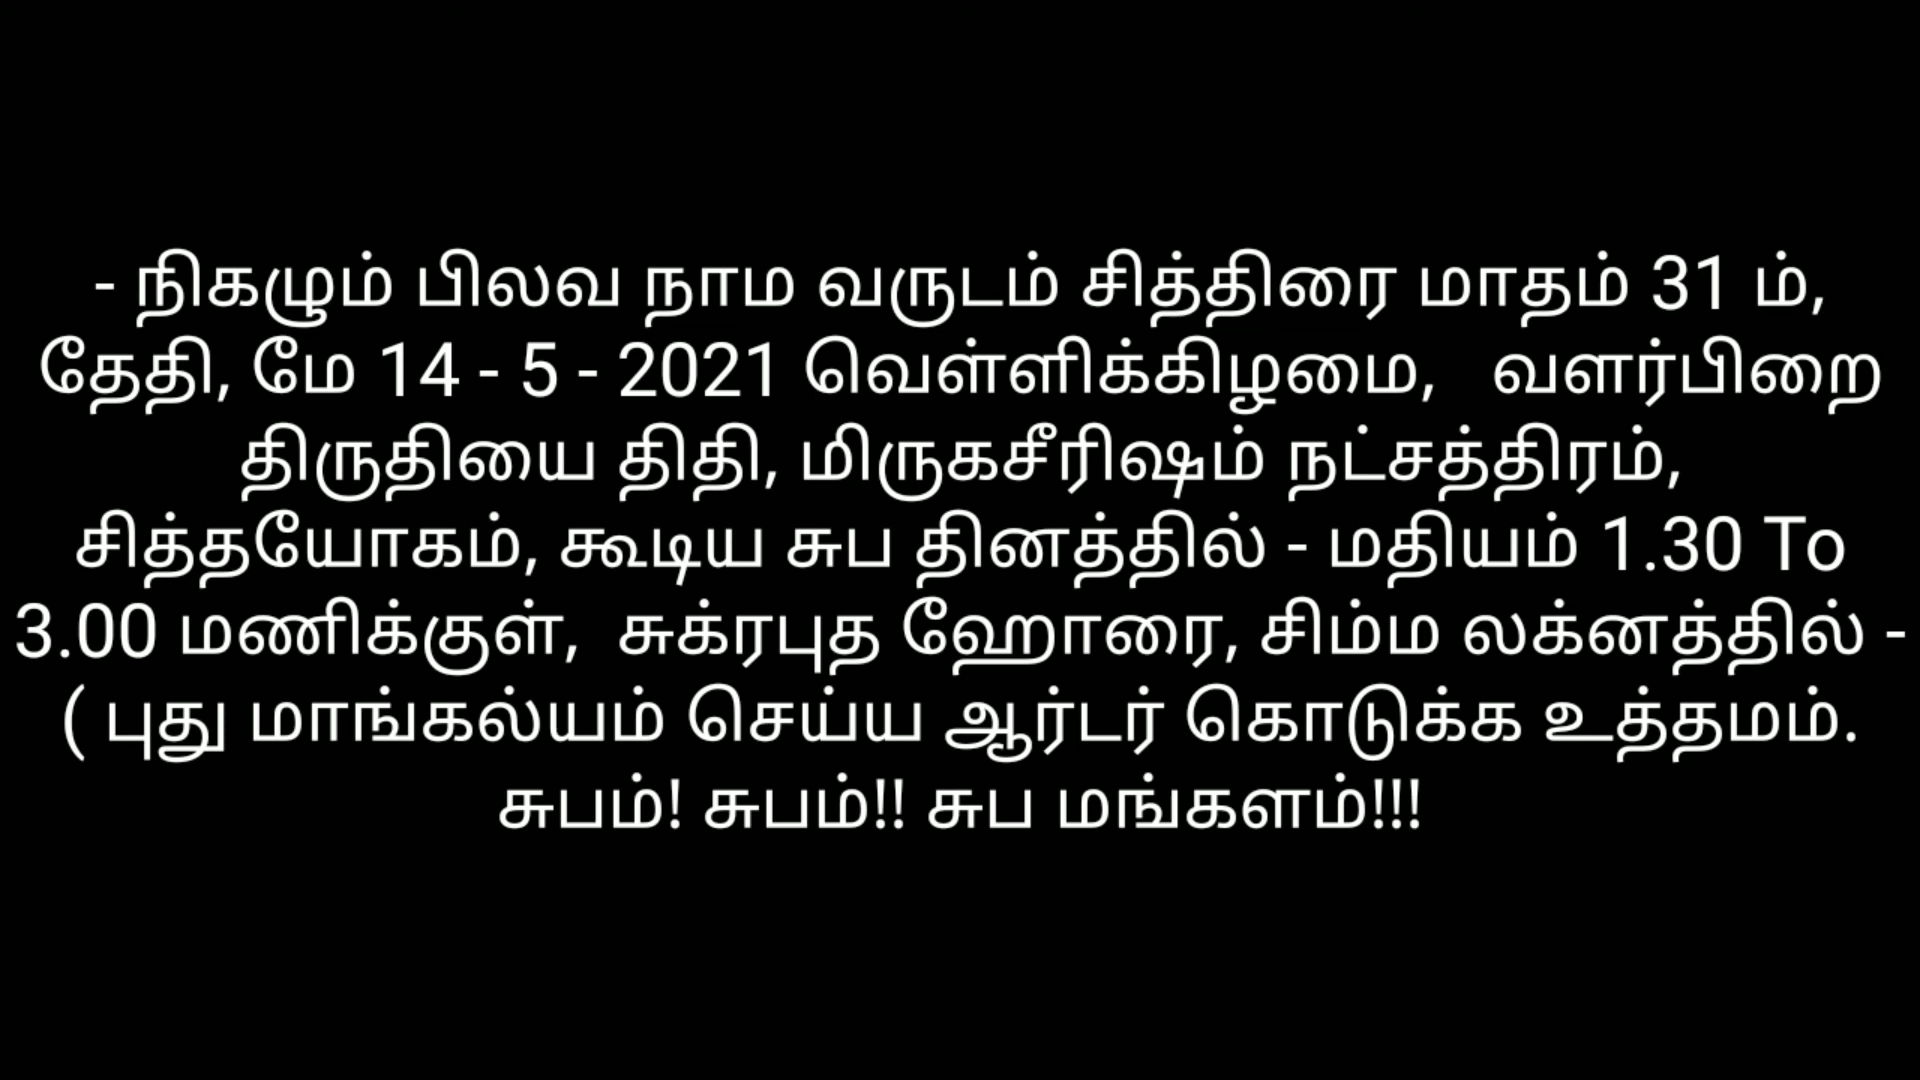 - நிகழும் பிலவ நாம வருடம் சித்திரை மாதம் 31 ம்,
தேதி, மே 14 - 5 - 2021 வெள்ளிக்கிழமை,   வளர்பிறை
திருதியை திதி, மிருகசீரிஷம் நட்சத்திரம்,
சித்தயோகம், கூடிய சுப தினத்தில் - மதியம் 1.30 To
3.00 மணிக்குள்,  சுக்ரபுத ஹோரை, சிம்ம லக்னத்தில் -
( புது மாங்கல்யம் செய்ய ஆர்டர் கொடுக்க உத்தமம்.
சுபம்! சுபம்!! சுப மங்களம்!!!